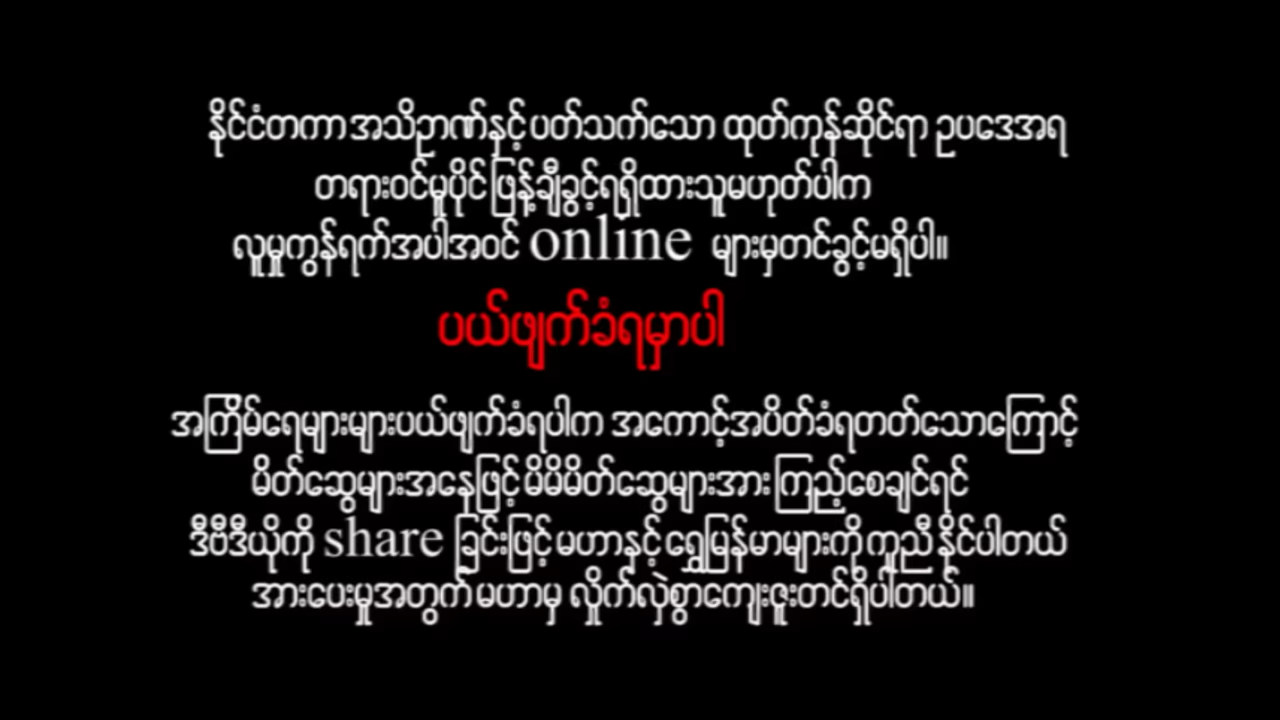 နိုင်ငံတကာ အသိဉာဏ်နှင့် ပတ်သက်သော ထုတ်ကုန်ဆိုင်ရာ ဥပဒေအရ
တရားဝင်မူပိုင် ဖြန့်ချီခွင့်ရရှိထားသူမဟုတ်ပါက
လူမှုကွန်ရက်အပါအဝင် online များမှတင်ခွင့်မရှိပါ။
ပယ်ဖျက်ခံရမှာပါ
အကြိမ်ရေများများပယ်ဖျက်ခံရပါက အကောင့်အပိတ်ခံရတတ်သောကြောင့်
မိတ်ဆွေများအနေဖြင့် မိမိမိတ်ဆွေများအား ကြည့်စေချင်ရင်
ဒီဗီဒီယိုကို share ခြင်းဖြင့် မဟာနှင့် ရွှေမြန်မာများကို ကူညီ နိုင်ပါတယ်
အားပေးမှုအတွက် မဟာမှ လှိုက်လှဲစွာကျေးဇူးတင်ရှိပါတယ်။